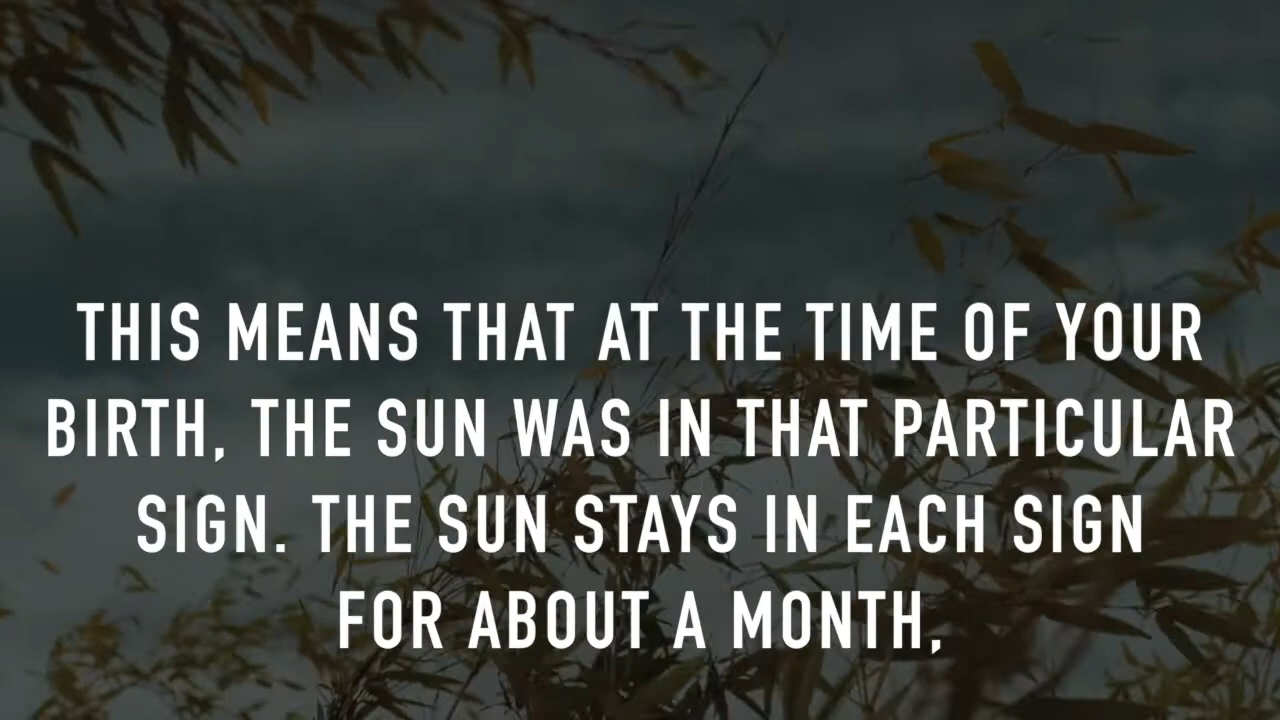 THIS MEANS THAT AT THE TIME OF YOUR
BIRTH, THE SUN WAS IN THAT PARTICULAR
SIGN. THE SUN STAYS IN EACH SIGN
FOR ABOUT A MONTH,